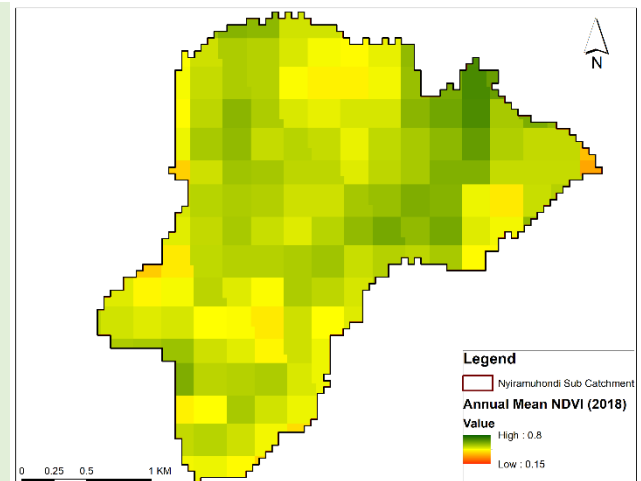 N
Legend
Nyiramuhondi Sub Catchment
Annual Mean NDVI (2018)
Value
High : 0.8
Low : 0.15
0 0.25 0.5 1 KM